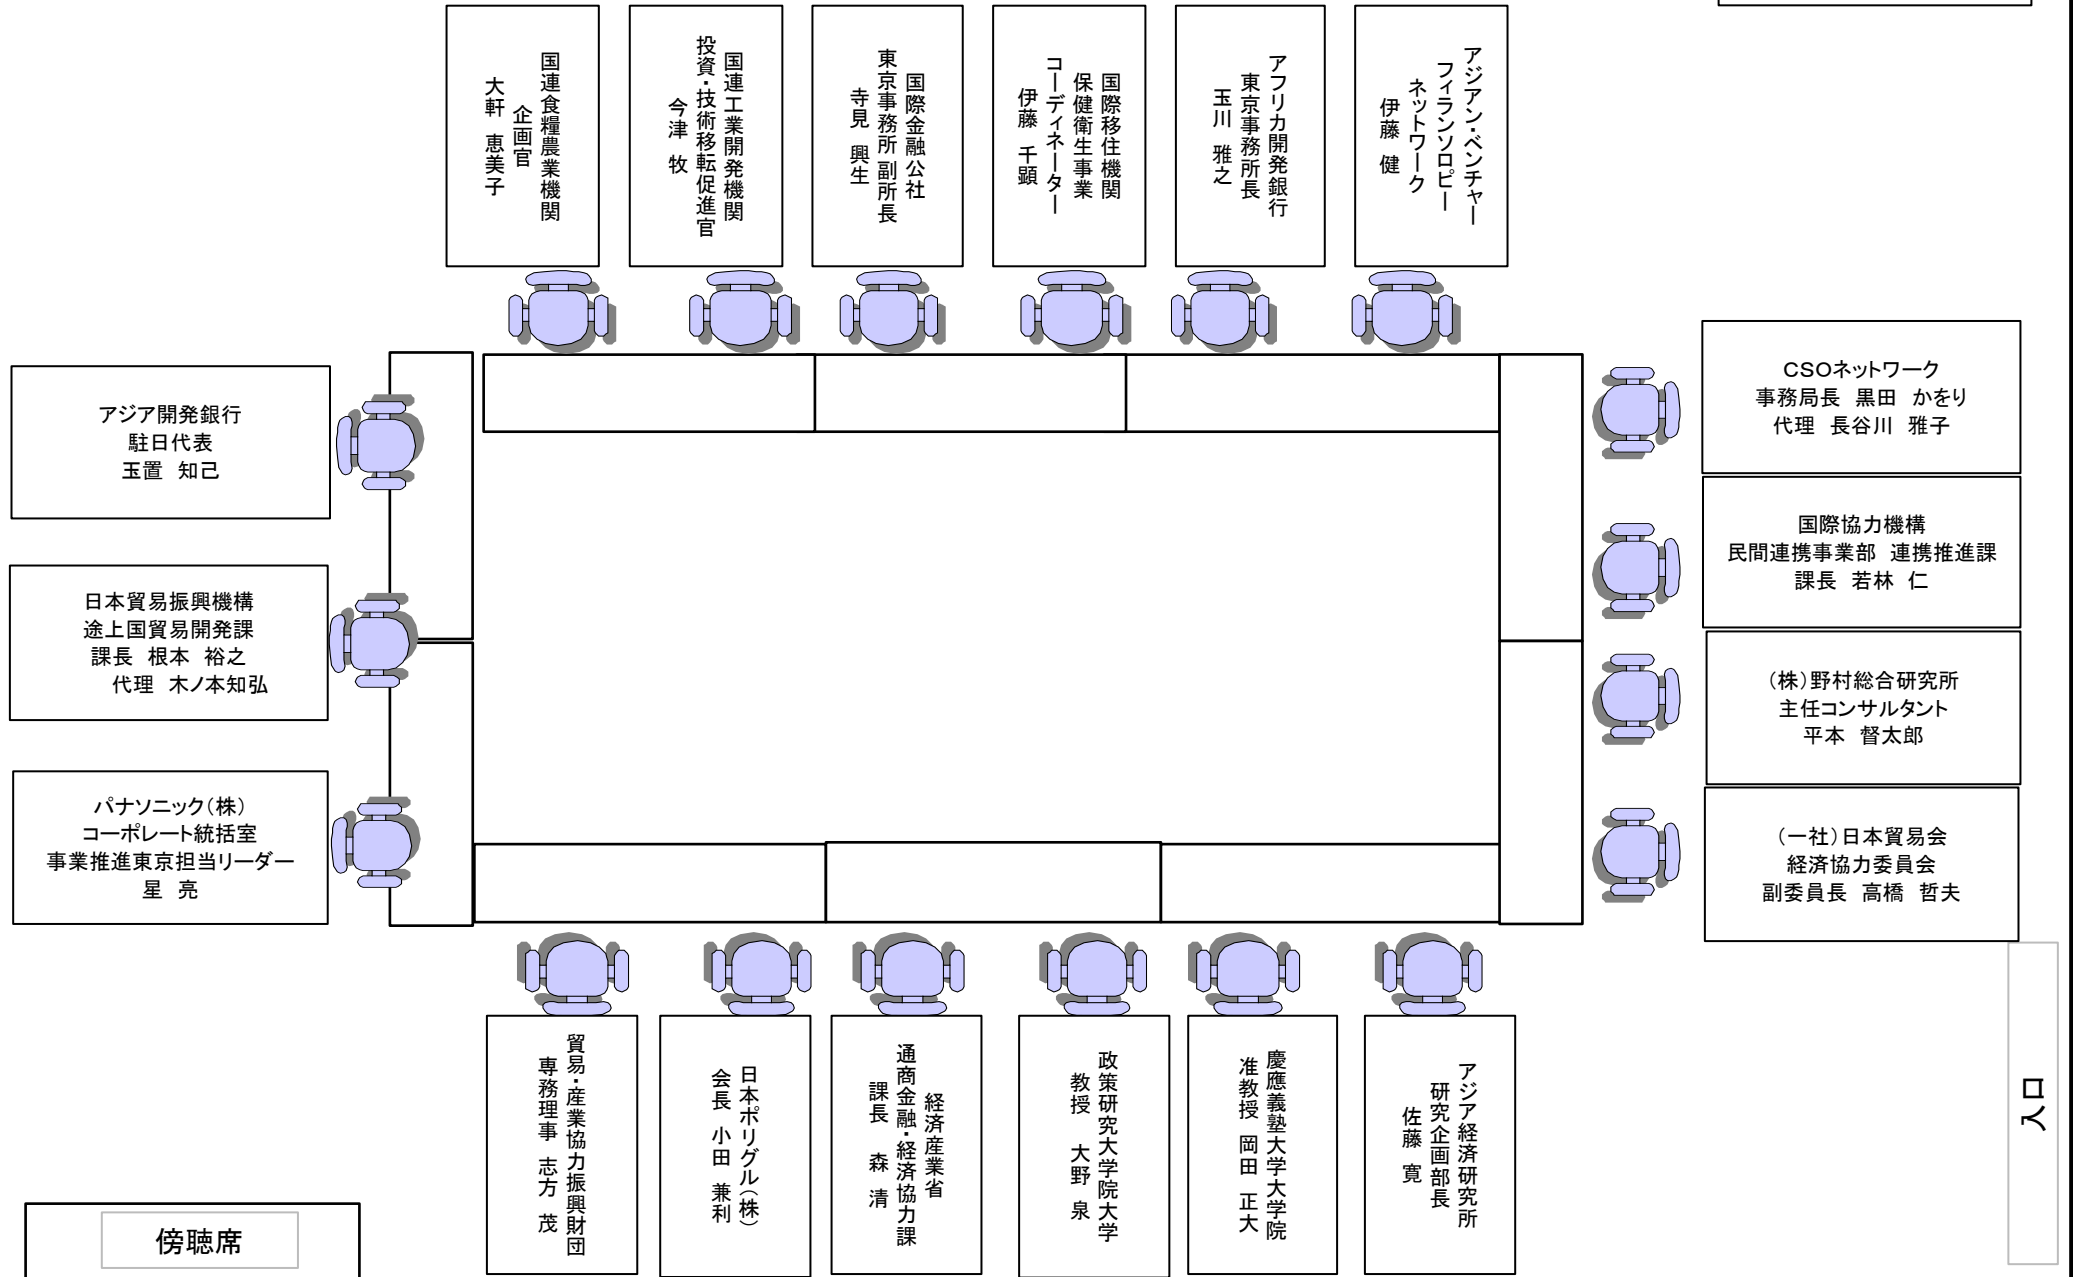 国連食糧農業機関
企画官
大軒 恵美子
国連工業開発機関
投資・技術移転促進官
今津 牧
国際金融公社
東京事務所 副所長
寺見 興生
国際移住機関
保健衛生事業
コーディネーター
伊藤 千顕
アフリカ開発銀行
東京事務所長
玉川 雅之
アジアン・ベンチャー
フィランソロピー
ネットワーク
伊藤 健
アジア開発銀行
駐日代表
玉置 知己
日本貿易振興機構
途上国貿易開発課
課長 根本 裕之
代理 木ノ本知弘
パナソニック(株)
コーポレート統括室
事業推進東京担当リーダー
星 亮
CSOネットワーク
事務局長 黒田 かをり
代理 長谷川 雅子
国際協力機構
民間連携事業部 連携推進課
課長 若林 仁
(株)野村総合研究所
主任コンサルタント
平本 督太郎
(一社)日本貿易会
経済協力委員会
副委員長 高橋 哲夫
貿易・産業協力振興財団
専務理事 志方 茂
日本ポリグル(株)
会長 小田 兼利
経済産業省
通商金融・経済協力課
課長 森 清
政策研究大学院大学
教授 大野 泉
慶應義塾大学大学院
准教授 岡田 正大
アジア経済研究所
研究企画部長
佐藤 寛
入口
傍聴席